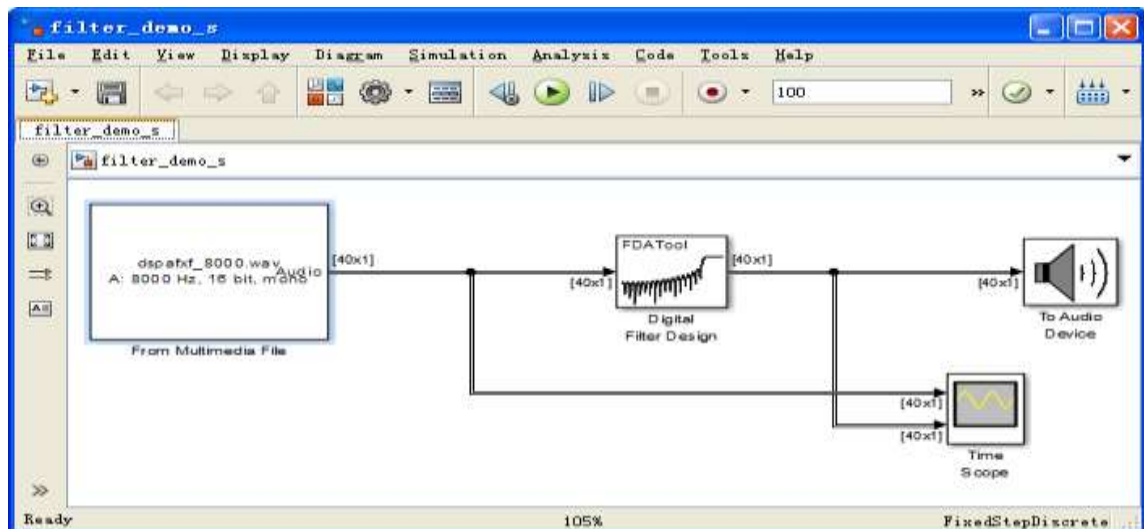 filter_demo_s
File Edit View Display Diagram Simulation Analysis Code Tools Help
100
»
filter_demo_s
filter_demo_s
dspafxf_8000.wav
A: 8000 Hz, 16 bit, mono
Audio
[40x1]
From Multimedia File
[40x1]
FDATool
[40x1]
Digital
Filter Design
[40x1]
To Audio
Device
[40x1]
[40x1]
Time
Scope
A≡
»
Ready 105% FixedStepDiscrete